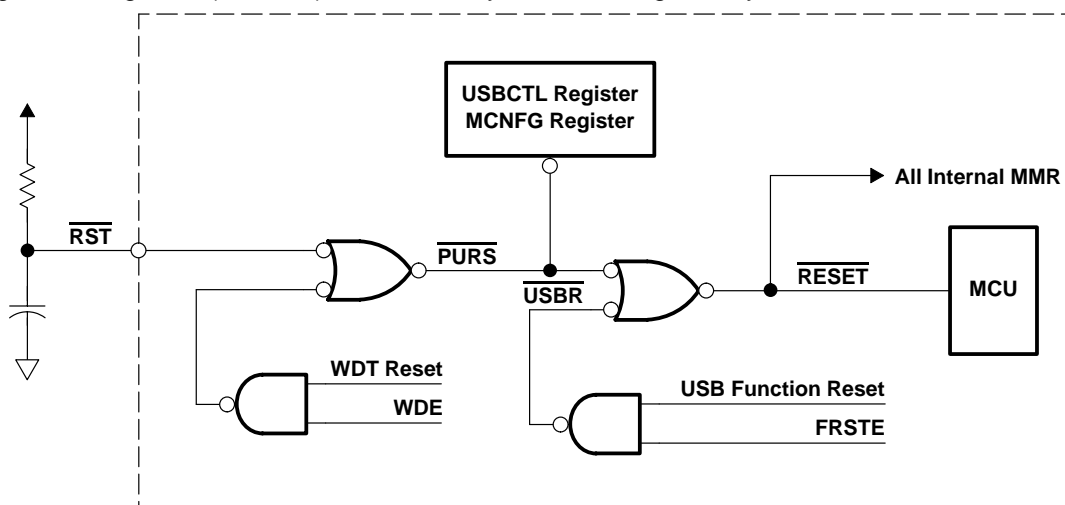 USBCTL Register
MCNFG Register
All Internal MMR
RST
PURS
USBR
RESET
MCU
WDT Reset
WDE
USB Function Reset
FRSTE